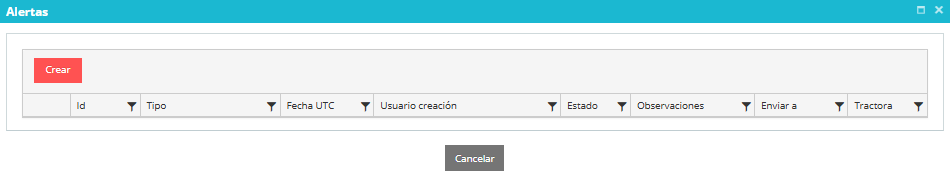 Alertas
Crear
Id Tipo Fecha UTC Usuario creación Estado Observaciones Enviar a Tractora
Cancelar